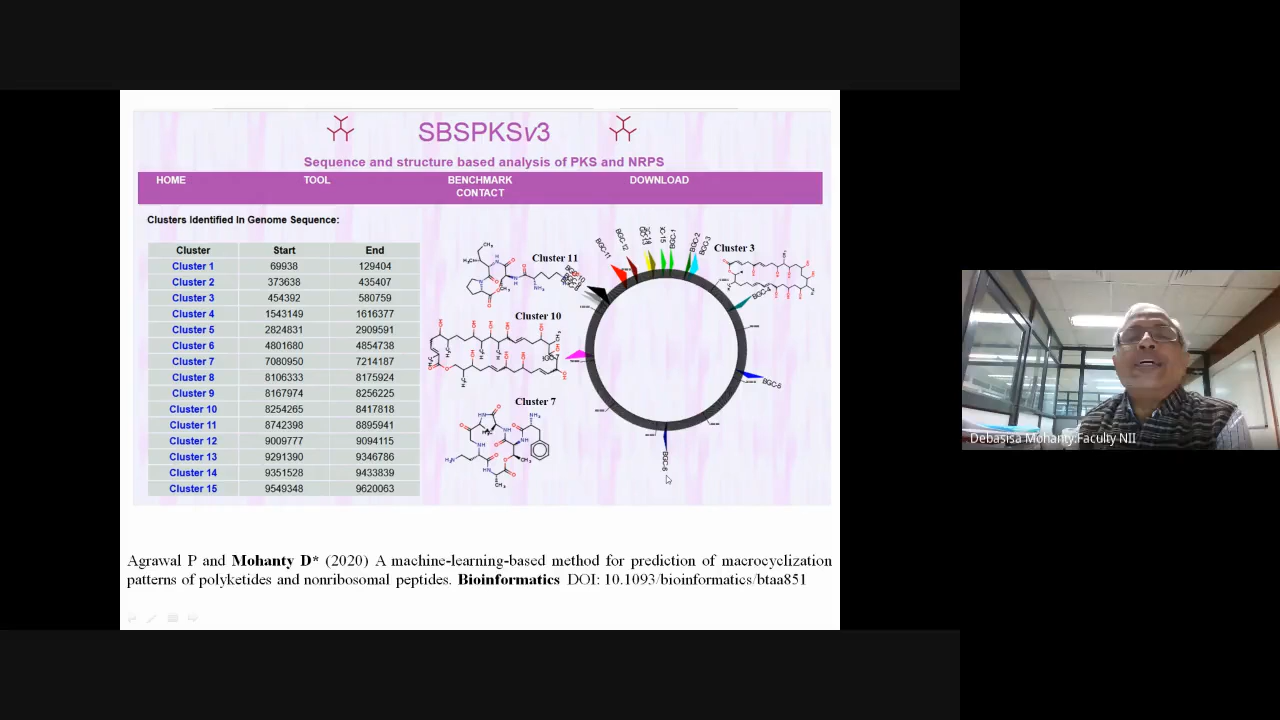 SBSPKSv3
Sequence and structure based analysis of PKS and NRPS
HOME TOOL BENCHMARK DOWNLOAD
CONTACT
Clusters Identified In Genome Sequence:
Cluster Start End
Cluster 1 69938 129404
Cluster 2 373638 435407
Cluster 3 454392 580759
Cluster 4 1543149 1616377
Cluster 5 2824831 2909591
Cluster 6 4801680 4854738
Cluster 7 7080950 7214187
Cluster 8 8106333 8175924
Cluster 9 8167974 8256225
Cluster 10 8254265 8417818
Cluster 11 8742398 8895941
Cluster 12 9009777 9094115
Cluster 13 9291390 9346786
Cluster 14 9351528 9433839
Cluster 15 9549348 9620063
Cluster 11
Cluster 10
Cluster 7
Cluster 3
BGC-11
BGC-12
BGC-1
BGC-2
BGC-3
BGC-4
BGC-5
BGC-6
Agrawal P and Mohanty D* (2020) A machine-learning-based method for prediction of macrocyclization
patterns of polyketides and nonribosomal peptides. Bioinformatics DOI: 10.1093/bioinformatics/btaa851
Debasisa Mohanty:Faculty NII